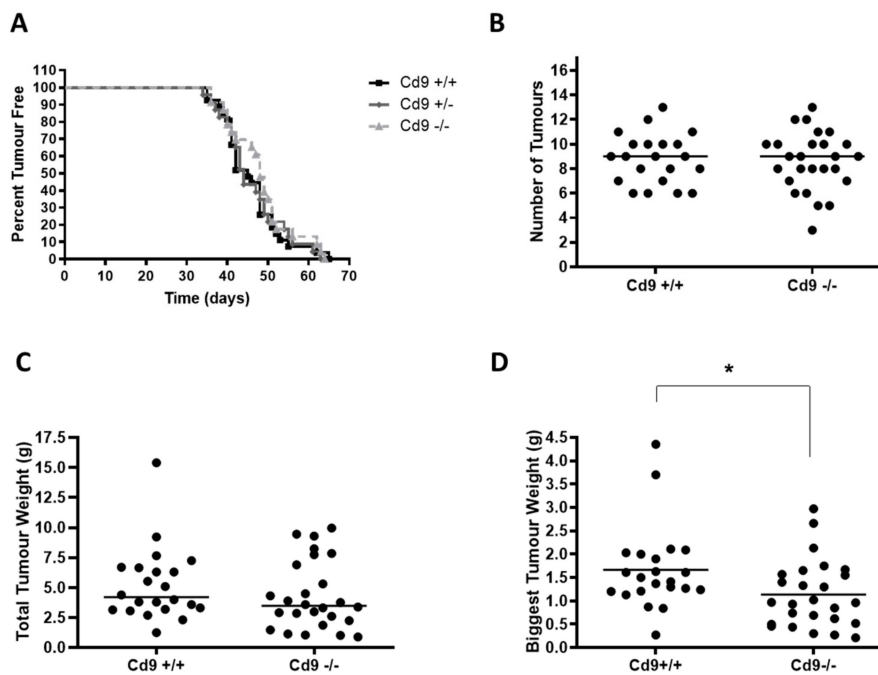 A
Percent Tumour Free
110
100
90
80
70
60
50
40
30
20
10
0
0 10 20 30 40 50 60 70
Time (days)
Cd9 +/+
Cd9 +/-
Cd9 -/-
B
Number of Tumours
16
14
12
10
8
6
4
2
0
Cd9 +/+ Cd9 -/-
C
Total Tumour Weight (g)
17.5
15.0
12.5
10.0
7.5
5.0
2.5
0.0
Cd9 +/+ Cd9 -/-
D
*
Biggest Tumour Weight (g)
4.5
4.0
3.5
3.0
2.5
2.0
1.5
1.0
0.5
0.0
Cd9+/+ Cd9-/-